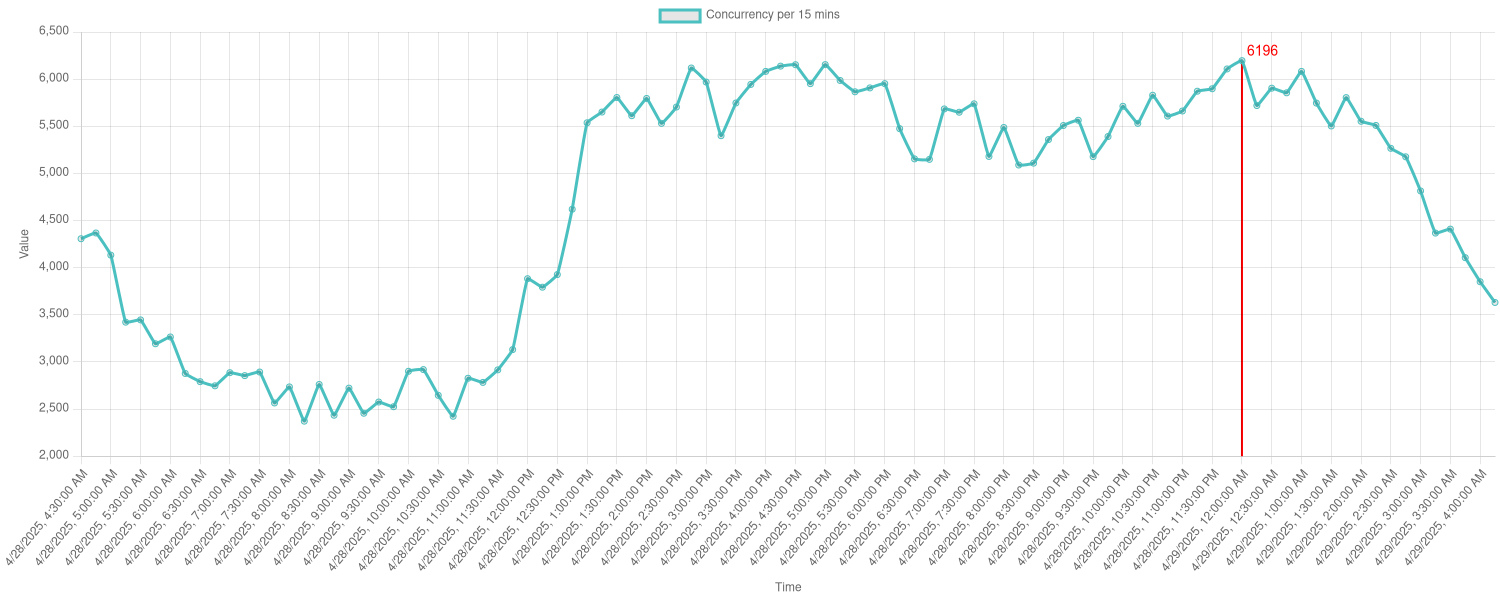 Concurrency per 15 mins
6,500
6,000
5,500
5,000
4,500
4,000
3,500
3,000
2,500
2,000
Value
6196
4/28/2025, 4:30:00 AM
4/28/2025, 5:00:00 AM
4/28/2025, 5:30:00 AM
4/28/2025, 6:00:00 AM
4/28/2025, 6:30:00 AM
4/28/2025, 7:00:00 AM
4/28/2025, 7:30:00 AM
4/28/2025, 8:00:00 AM
4/28/2025, 8:30:00 AM
4/28/2025, 9:00:00 AM
4/28/2025, 9:30:00 AM
4/28/2025, 10:00:00 AM
4/28/2025, 10:30:00 AM
4/28/2025, 11:00:00 AM
4/28/2025, 11:30:00 AM
4/28/2025, 12:00:00 PM
4/28/2025, 12:30:00 PM
4/28/2025, 1:00:00 PM
4/28/2025, 1:30:00 PM
4/28/2025, 2:00:00 PM
4/28/2025, 2:30:00 PM
4/28/2025, 3:00:00 PM
4/28/2025, 3:30:00 PM
4/28/2025, 4:00:00 PM
4/28/2025, 4:30:00 PM
4/28/2025, 5:00:00 PM
4/28/2025, 5:30:00 PM
4/28/2025, 6:00:00 PM
4/28/2025, 6:30:00 PM
4/28/2025, 7:00:00 PM
4/28/2025, 7:30:00 PM
4/28/2025, 8:00:00 PM
4/28/2025, 8:30:00 PM
4/28/2025, 9:00:00 PM
4/28/2025, 9:30:00 PM
4/28/2025, 10:00:00 PM
4/28/2025, 10:30:00 PM
4/28/2025, 11:00:00 PM
4/28/2025, 11:30:00 PM
4/29/2025, 12:00:00 AM
4/29/2025, 12:30:00 AM
4/29/2025, 1:00:00 AM
4/29/2025, 1:30:00 AM
4/29/2025, 2:00:00 AM
4/29/2025, 2:30:00 AM
4/29/2025, 3:00:00 AM
4/29/2025, 3:30:00 AM
4/29/2025, 4:00:00 AM
Time